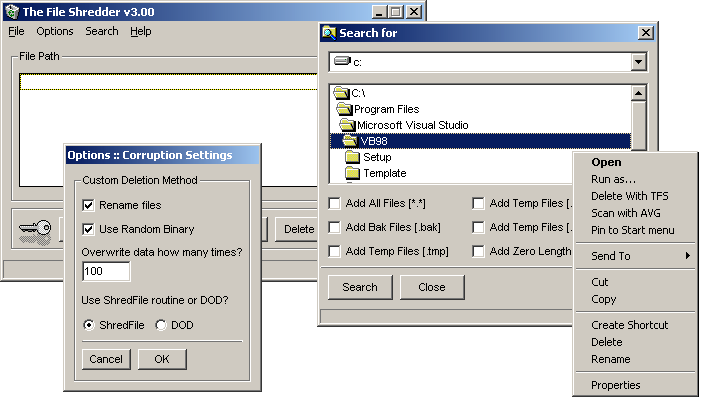 The File Shredder v3.00
File Options Search Help
File Path
Delete
Options :: Corruption Settings
Custom Deletion Method
Rename files
Use Random Binary
Overwrite data how many times?
100
Use ShredFile routine or DOD?
ShredFile DOD
Cancel OK
Search for
c:
C:\
Program Files
Microsoft Visual Studio
VB98
Setup
Template
Add All Files [*.*] Add Temp Files [.
Add Bak Files [.bak] Add Temp Files [.
Add Temp Files [.tmp] Add Zero Length
Search Close
Open
Run as...
Delete With TFS
Scan with AVG
Pin to Start menu
Send To
Cut
Copy
Create Shortcut
Delete
Rename
Properties